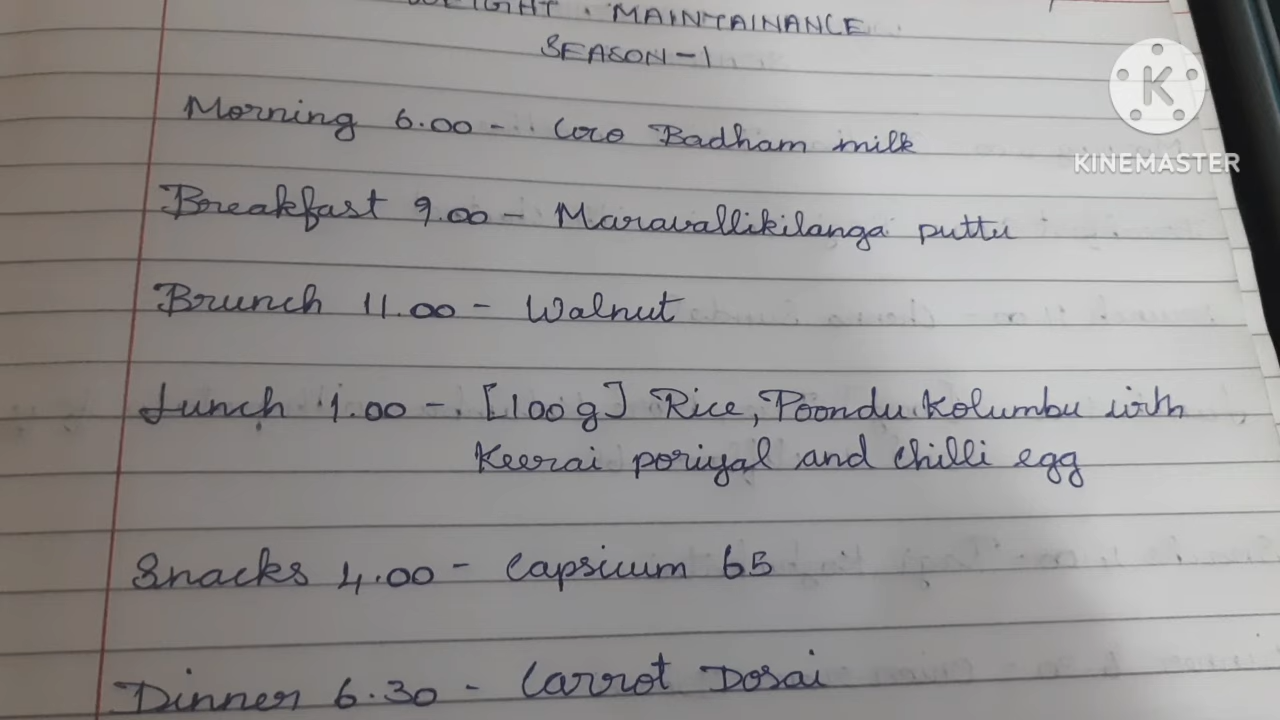 WEIGHT . MAINTAINANCE
SEASON-1
Morning 6.00 - Coco Badham milk
Breakfast 9.00 - Maravallikilanga puttu
Brunch 11.00 - Walnut
Lunch 1.00 - [100g] Rice, Poondu Kolumbu with
Keerai poriyal and chilli egg
Snacks 4.00 - Capsicum 65
Dinner 6.30 - Carrot Dosai
K
KINEMASTER